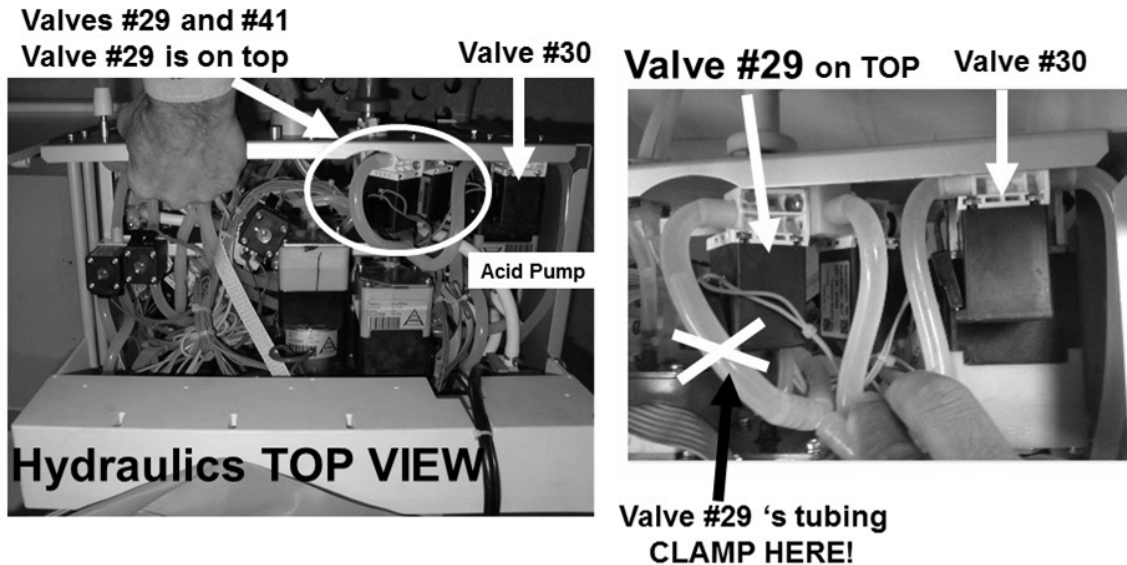 Valves #29 and #41
Valve #29 is on top
Valve #30
Acid Pump
Hydraulics TOP VIEW
Valve #29 on TOP
Valve #30
Valve #29 ‘s tubing
CLAMP HERE!